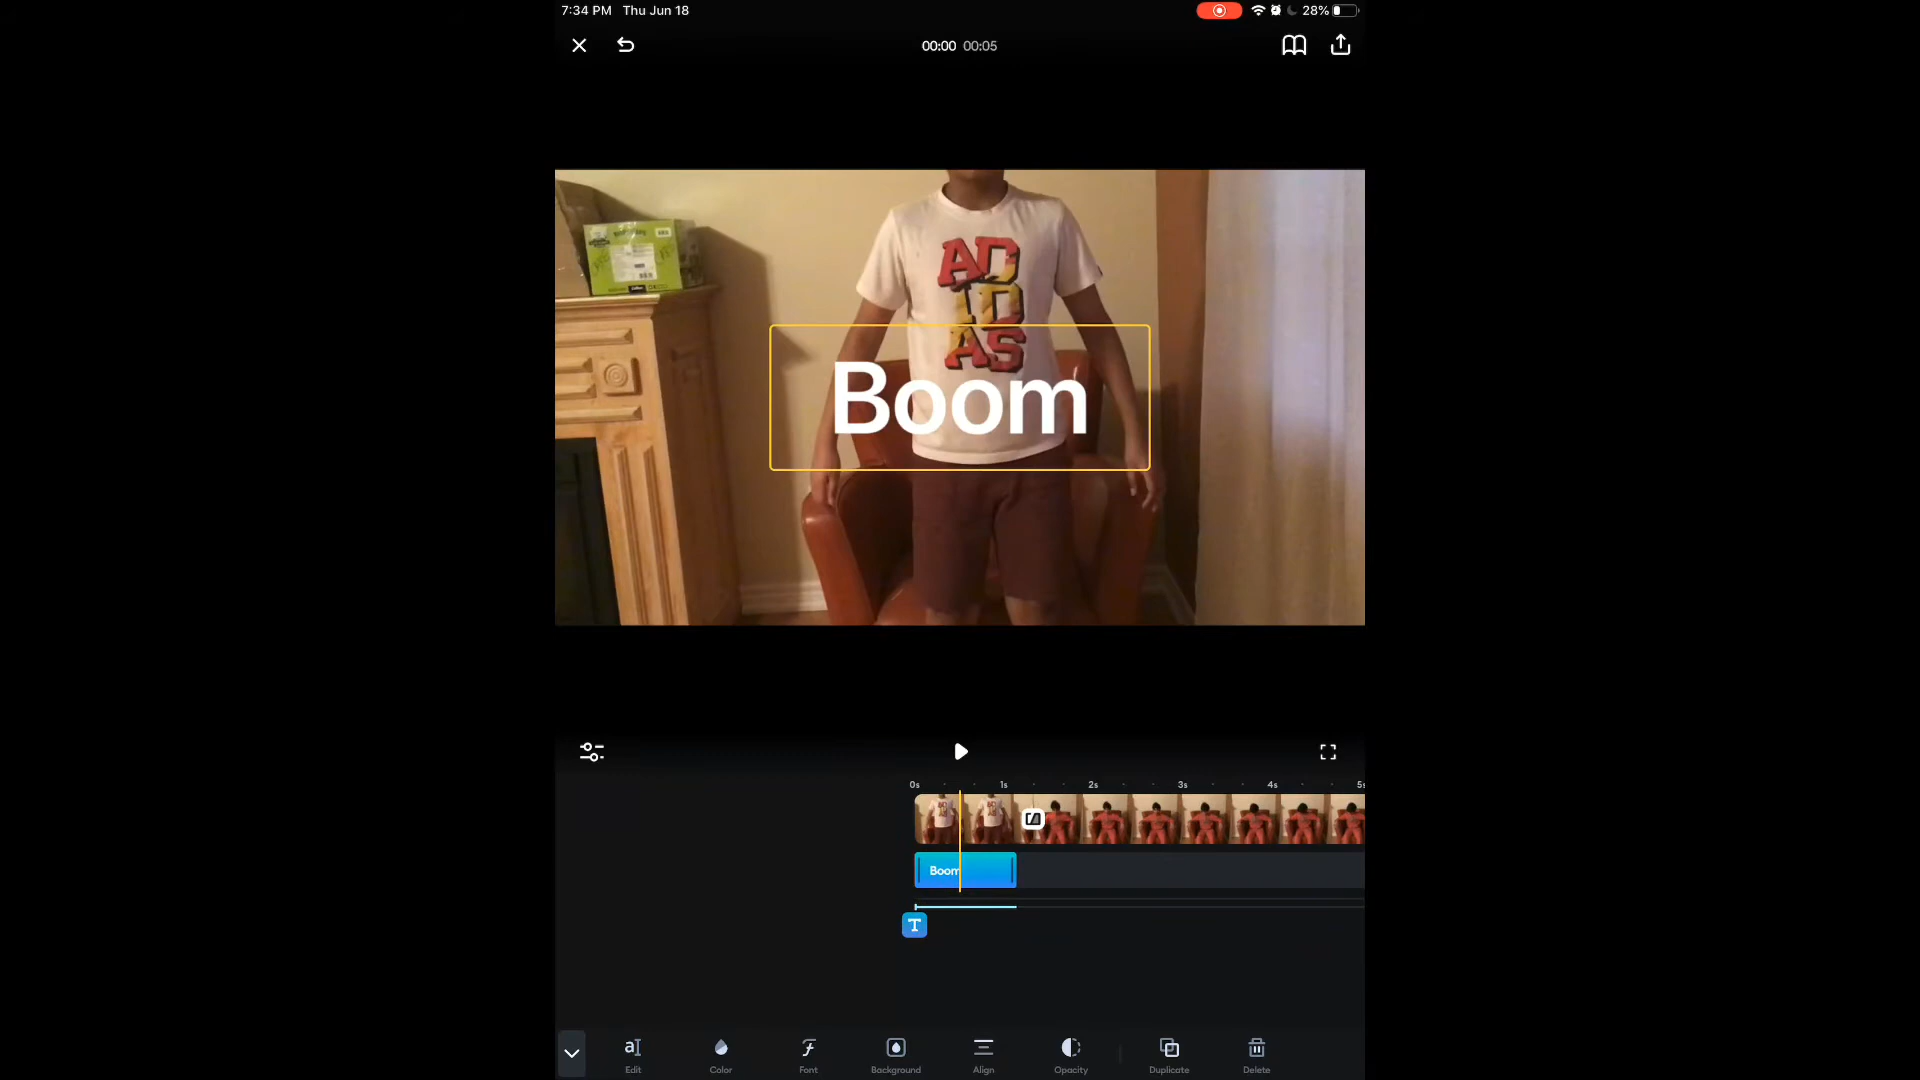 7:34 PM Thu Jun 18
28%
00:00 00:05
AD
ID
AS
Boom
0s 1s 2s 3s 4s 5s
Boom
T
Edit Color Font Background Align Opacity Duplicate Delete